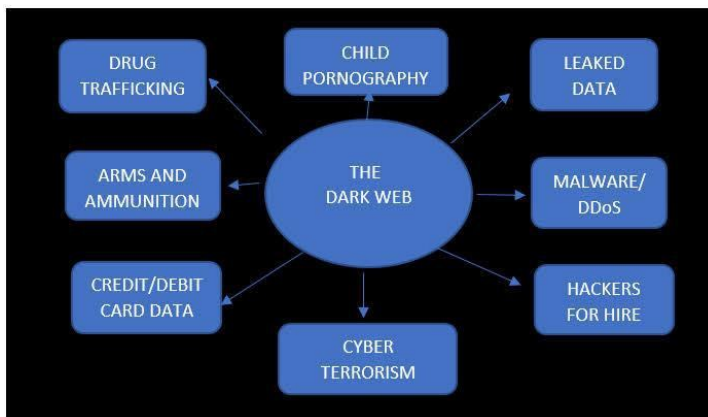 DRUG
TRAFFICKING
CHILD
PORNOGRAPHY
LEAKED
DATA
ARMS AND
AMMUNITION
THE
DARK WEB
MALWARE/
DDoS
CREDIT/DEBIT
CARD DATA
CYBER
TERRORISM
HACKERS
FOR HIRE